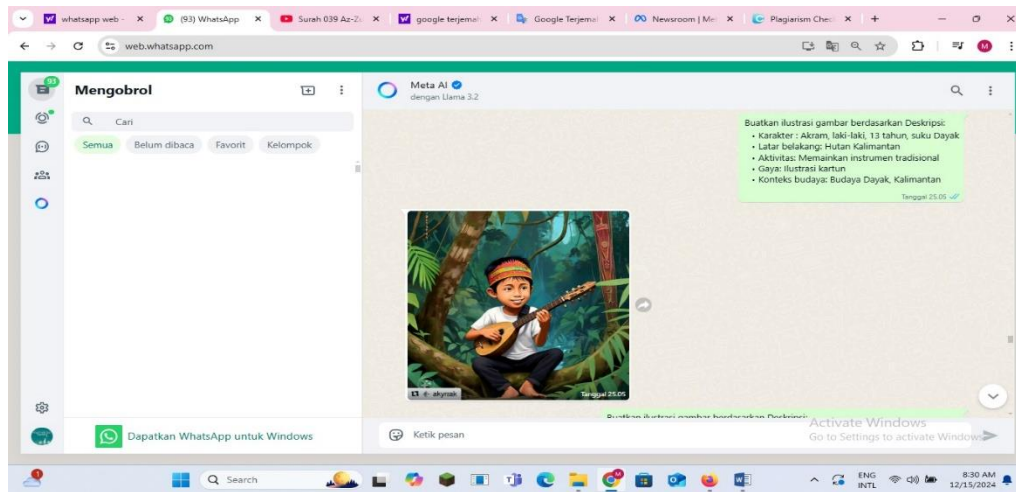 whatsapp web -
(93) WhatsApp
Surah 039 Az-Z
google terjemah
Google Terjemal
Newsroom | Me
Plagiarism Chec
web.whatsapp.com
93
Mengobrol
Cari
Semua
Belum dibaca
Favorit
Kelompok
Dapatkan WhatsApp untuk Windows
Meta AI
dengan Llama 3.2
Buatkan ilustrasi gambar berdasarkan Deskripsi:
• Karakter : Akram, laki-laki, 13 tahun, suku Dayak
• Latar belakang: Hutan Kalimantan
• Aktivitas: Memainkan instrumen tradisional
• Gaya: Ilustrasi kartun
• Konteks budaya: Budaya Dayak, Kalimantan
Tanggal 25.05
Tanggal 25.05
Buatkan ilustrasi gambar berdasarkan Deskripsi:
Ketik pesan
Activate Windows
Go to Settings to activate Windows
Search
ENG
INTL
8:30 AM
12/15/2024